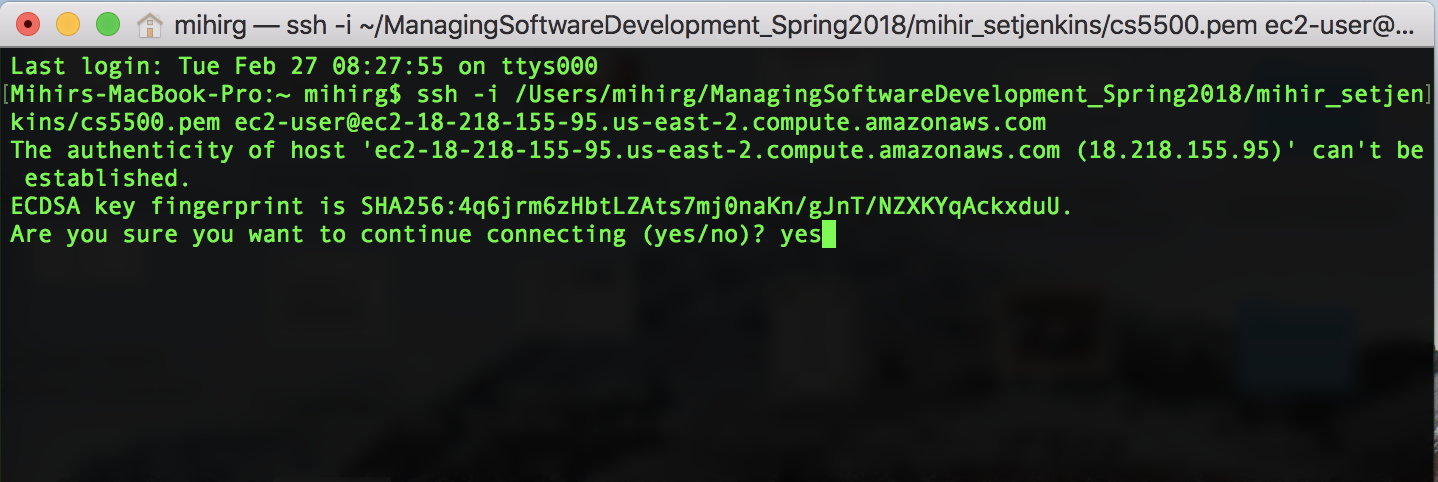 mihirg — ssh -i ~/ManagingSoftwareDevelopment_Spring2018/mihir_setjenkins/cs5500.pem ec2-user@...
Last login: Tue Feb 27 08:27:55 on ttys000
[Mihirs-MacBook-Pro:~ mihirg$ ssh -i /Users/mihirg/ManagingSoftwareDevelopment_Spring2018/mihir_setjen]
kins/cs5500.pem ec2-user@ec2-18-218-155-95.us-east-2.compute.amazonaws.com
The authenticity of host 'ec2-18-218-155-95.us-east-2.compute.amazonaws.com (18.218.155.95)' can't be
 established.
ECDSA key fingerprint is SHA256:4q6jrm6zHbtLZAts7mj0naKn/gJnT/NZXKYqAckxduU.
Are you sure you want to continue connecting (yes/no)? yes